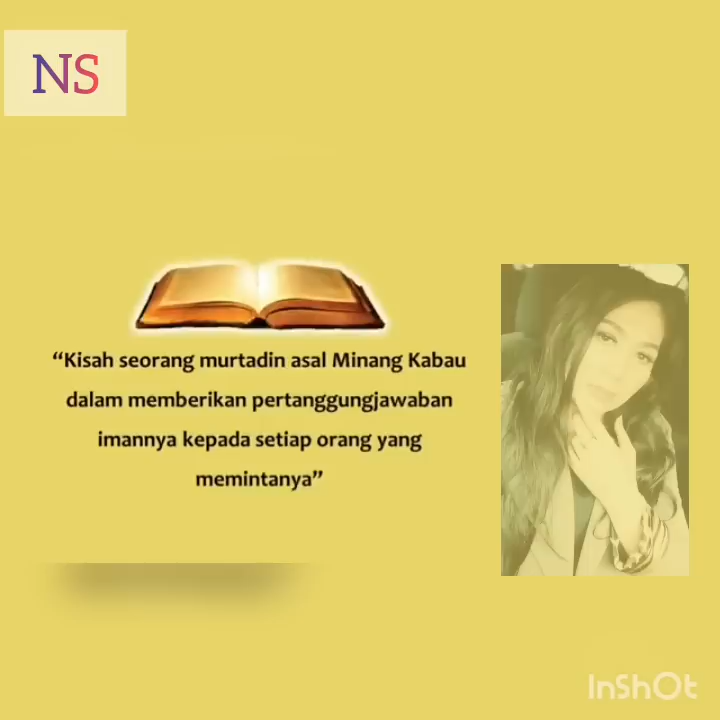 NS
“Kisah seorang murtadin asal Minang Kabau
dalam memberikan pertanggungjawaban
imannya kepada setiap orang yang
memintanya”
InShOt